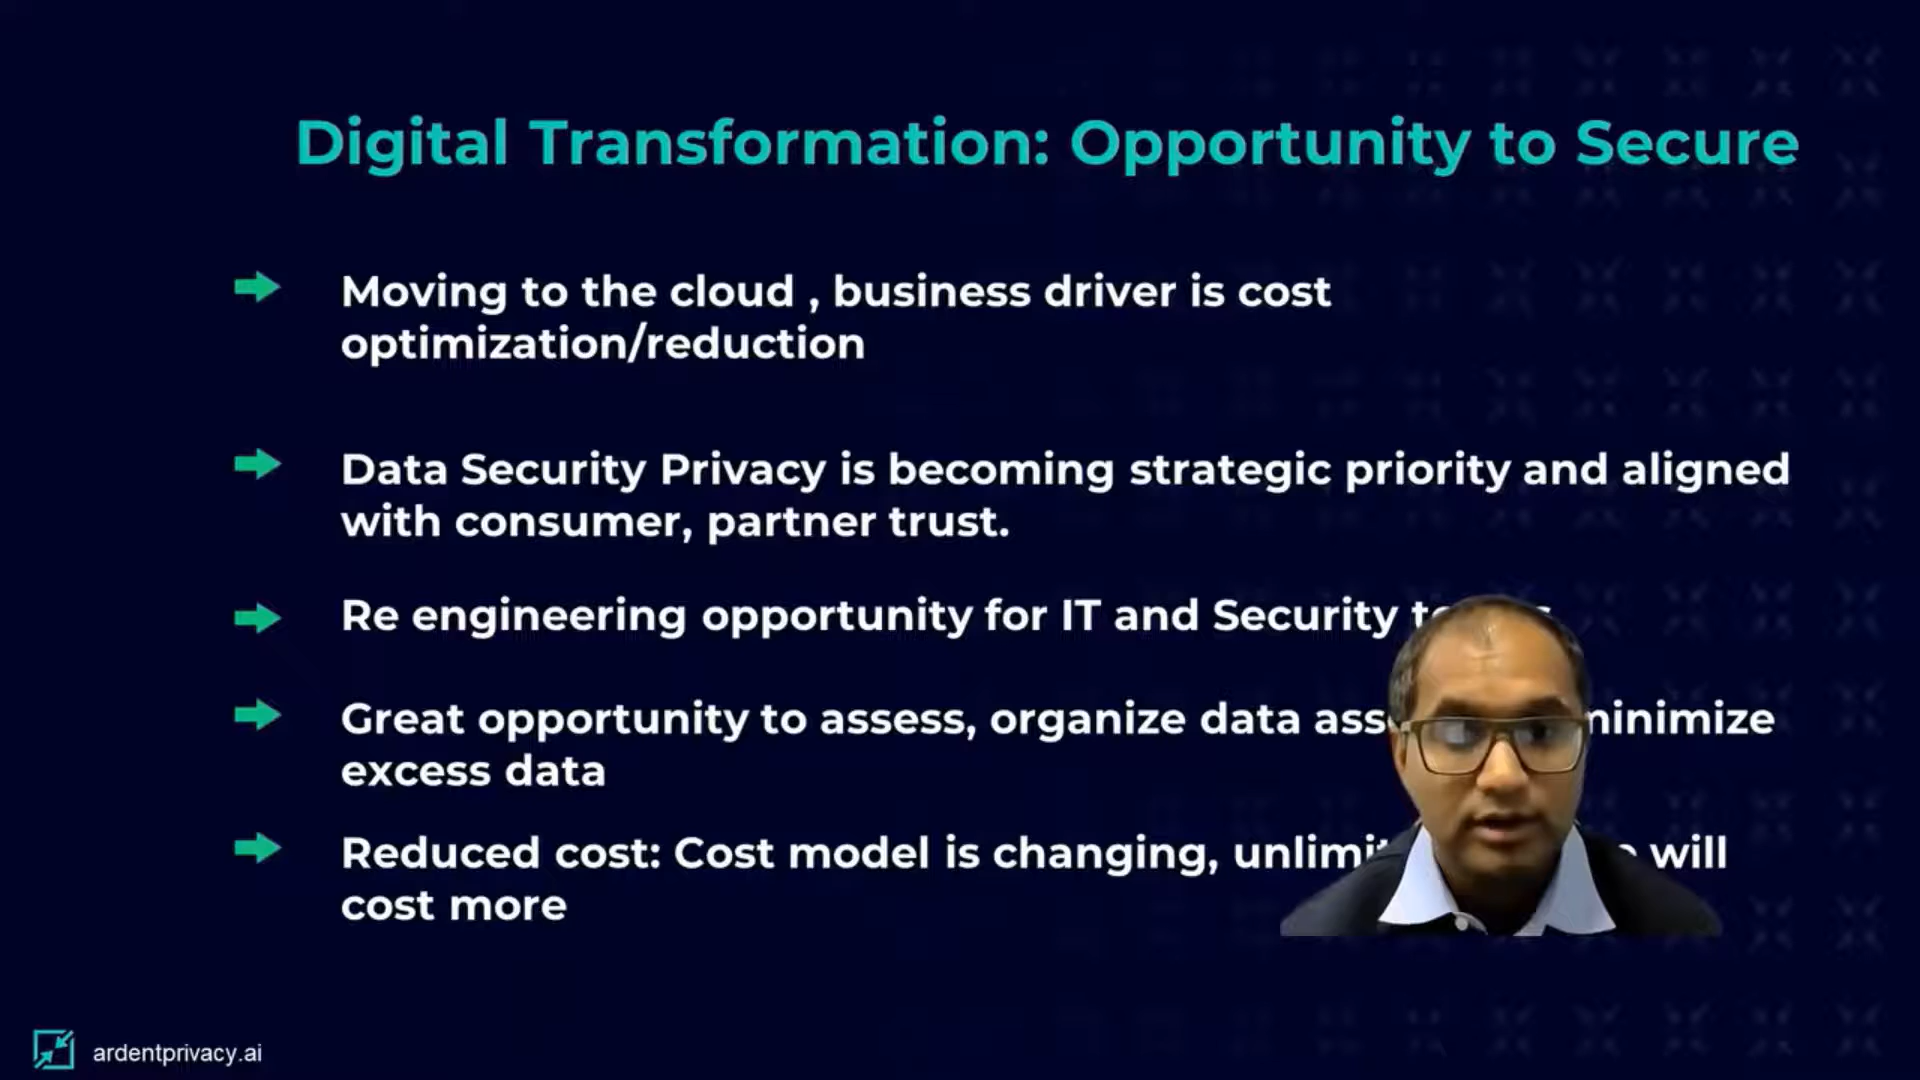 Digital Transformation: Opportunity to Secure
Moving to the cloud , business driver is cost
optimization/reduction
Data Security Privacy is becoming strategic priority and aligned
with consumer, partner trust.
Re engineering opportunity for IT and Security
Great opportunity to assess, organize data minimize
excess data
Reduced cost: Cost model is changing, will
cost more
ardentprivacy.ai